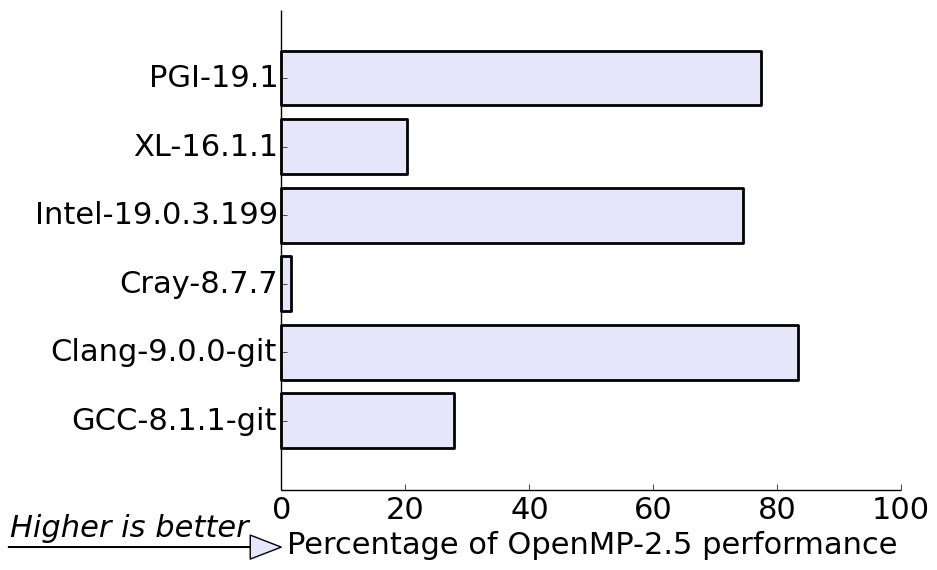 PGI-19.1
XL-16.1.1
Intel-19.0.3.199
Cray-8.7.7
Clang-9.0.0-git
GCC-8.1.1-git
0 20 40 60 80 100
Higher is better
Percentage of OpenMP-2.5 performance